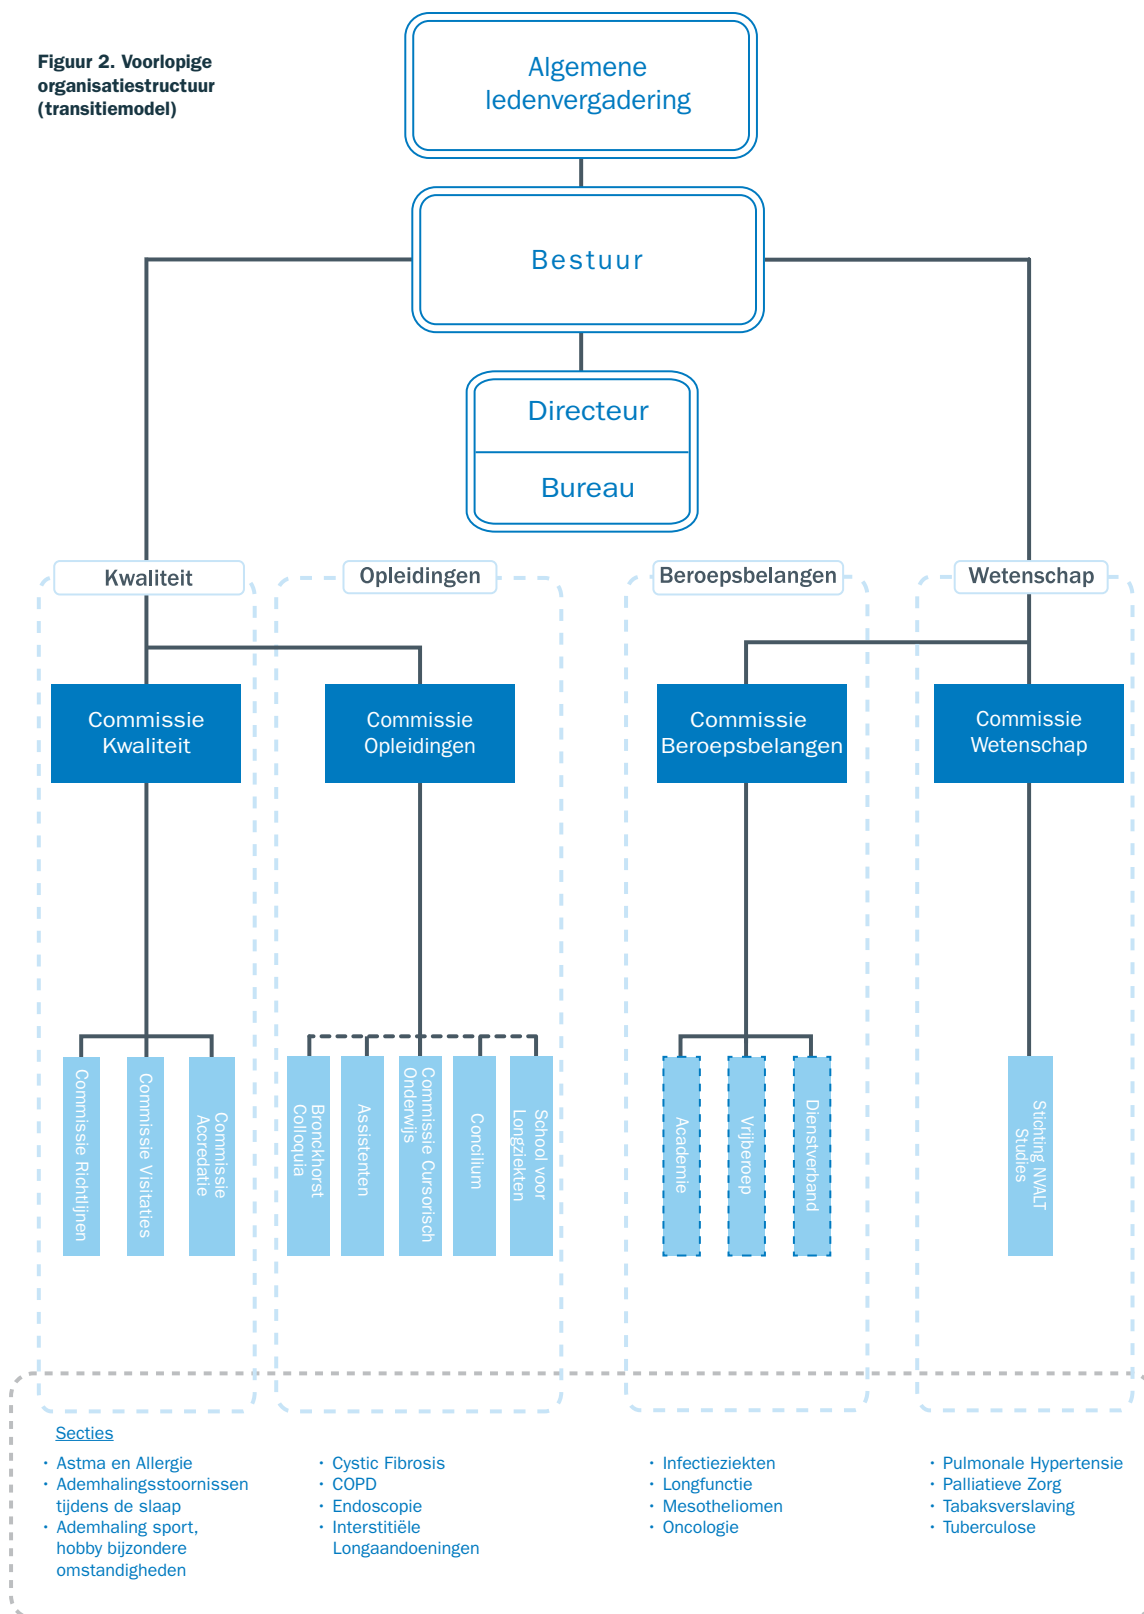 Figuur 2. Voorlopige
organisatiestructuur
(transitiemodel)
Algemene
ledenvergadering
Bestuur
Directeur
Bureau
Kwaliteit
Opleidingen
Beroepsbelangen
Wetenschap
Commissie
Kwaliteit
Commissie
Opleidingen
Commissie
Beroepsbelangen
Commissie
Wetenschap
Commissie Richtlijnen
Commissie Visitaties
Commissie
Accredatie
Bronckhorst
Colloquia
Assistenten
Commissie Cursorisch
Onderwijs
Concilium
School voor
Longziekten
Academie
Vrijberoep
Dienstverband
Stichting NVALT
Studies
Secties
· Astma en Allergie
· Ademhalingsstoornissen
tijdens de slaap
· Ademhaling sport,
hobby bijzondere
omstandigheden
· Cystic Fibrosis
· COPD
· Endoscopie
· Interstitiële
Longaandoeningen
· Infectieziekten
· Longfunctie
· Mesotheliomen
· Oncologie
· Pulmonale Hypertensie
· Palliatieve Zorg
· Tabaksverslaving
· Tuberculose